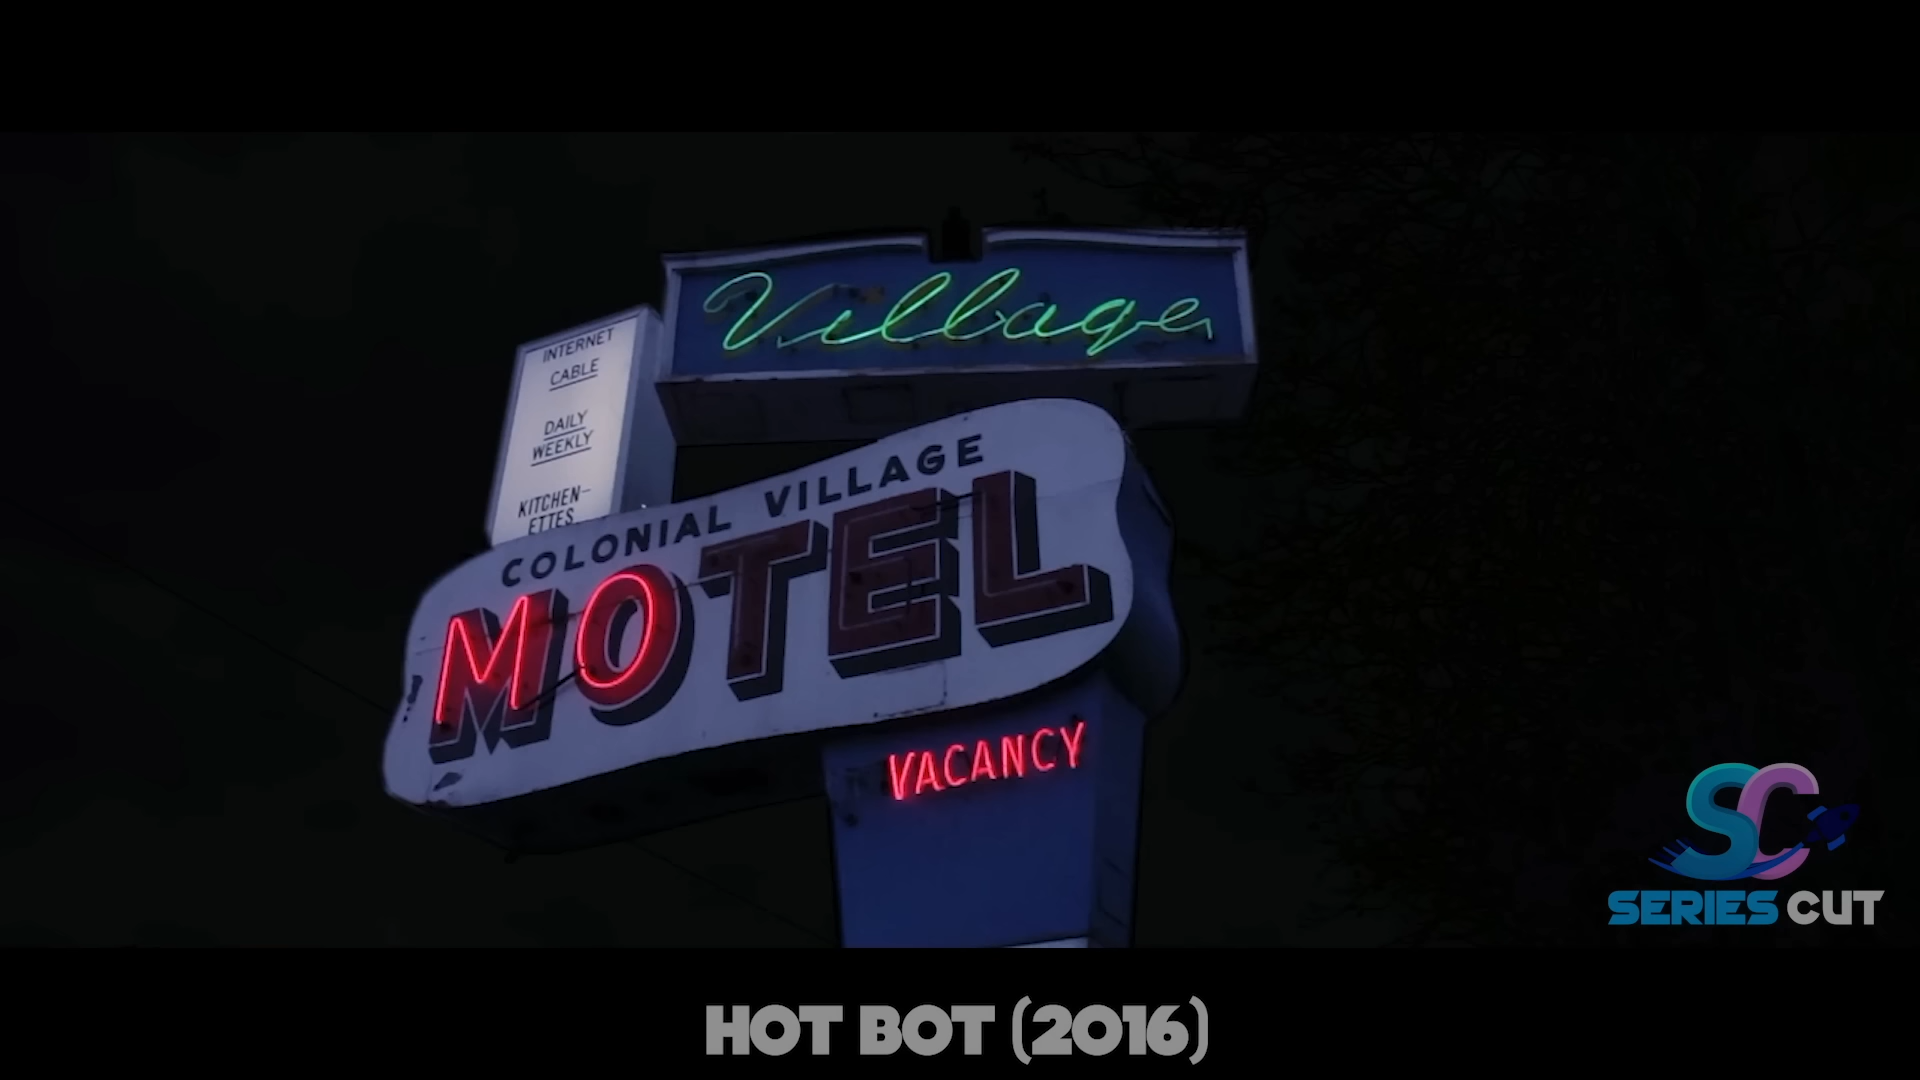 Village
INTERNET
CABLE
DAILY
WEEKLY
KITCHEN-
ETTES
COLONIAL VILLAGE
MOTEL
VACANCY
SC
SERIES CUT
HOT BOT (2016)